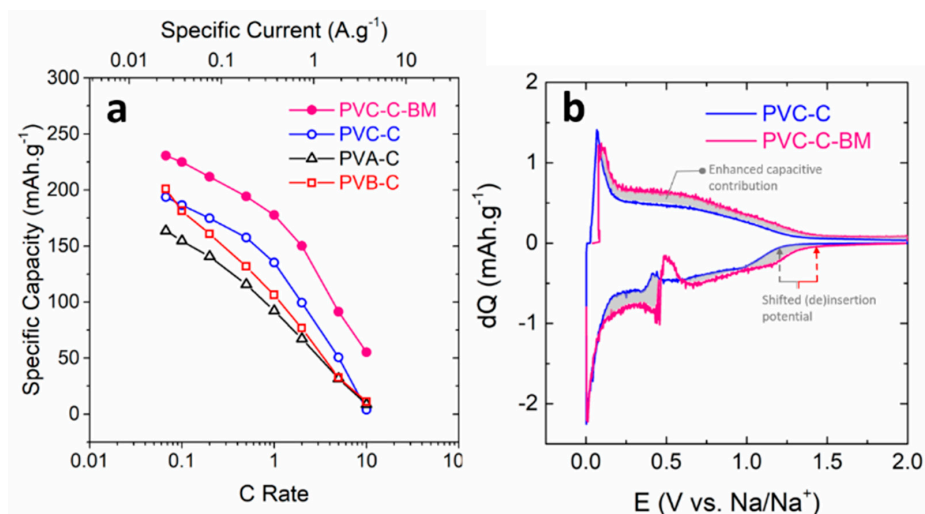 Specific Current (A.g⁻¹)
0.01 0.1 1 10
300
250
200
150
100
50
0
Specific Capacity (mAh.g⁻¹)
a
PVC-C-BM
PVC-C
PVA-C
PVB-C
0.01 0.1 1 10 100
C Rate
b
2
1
0
-1
-2
dQ (mAh.g⁻¹)
PVC-C
PVC-C-BM
Enhanced capacitive
contribution
Shifted (de)insertion
potential
0.0 0.5 1.0 1.5 2.0
E (V vs. Na/Na⁺)